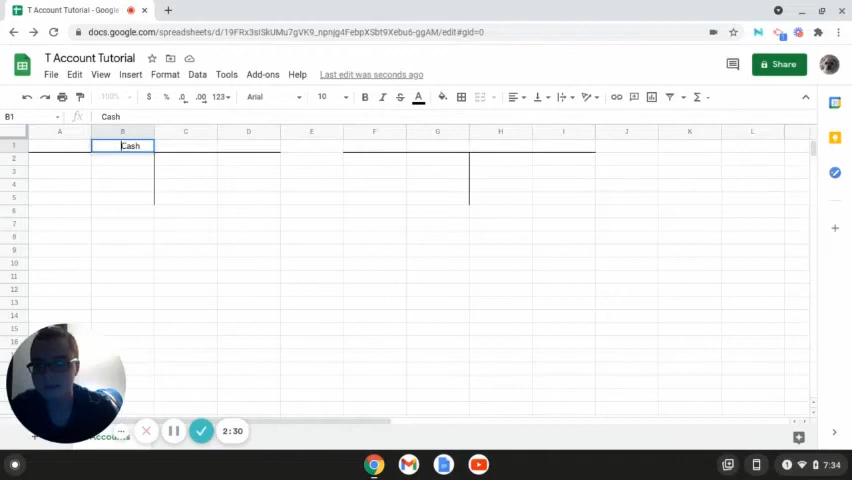 T Account Tutorial - Google
docs.google.com/spreadsheets/d/19FRx3sISkUMu7gVK9_npnjg4FebpXSbt9Xebu6-ggAM/edit#gid=0
T Account Tutorial
File Edit View Insert Format Data Tools Add-ons Help Last edit was seconds ago
Share
100% $ % .0 .00 123 Arial 10 B I S A
B1 fx Cash
A B C D E F G H I J K L
1 Cash
2
3
4
5
6
7
8
9
10
11
12
13
14
15
16
2:30
1 7:34